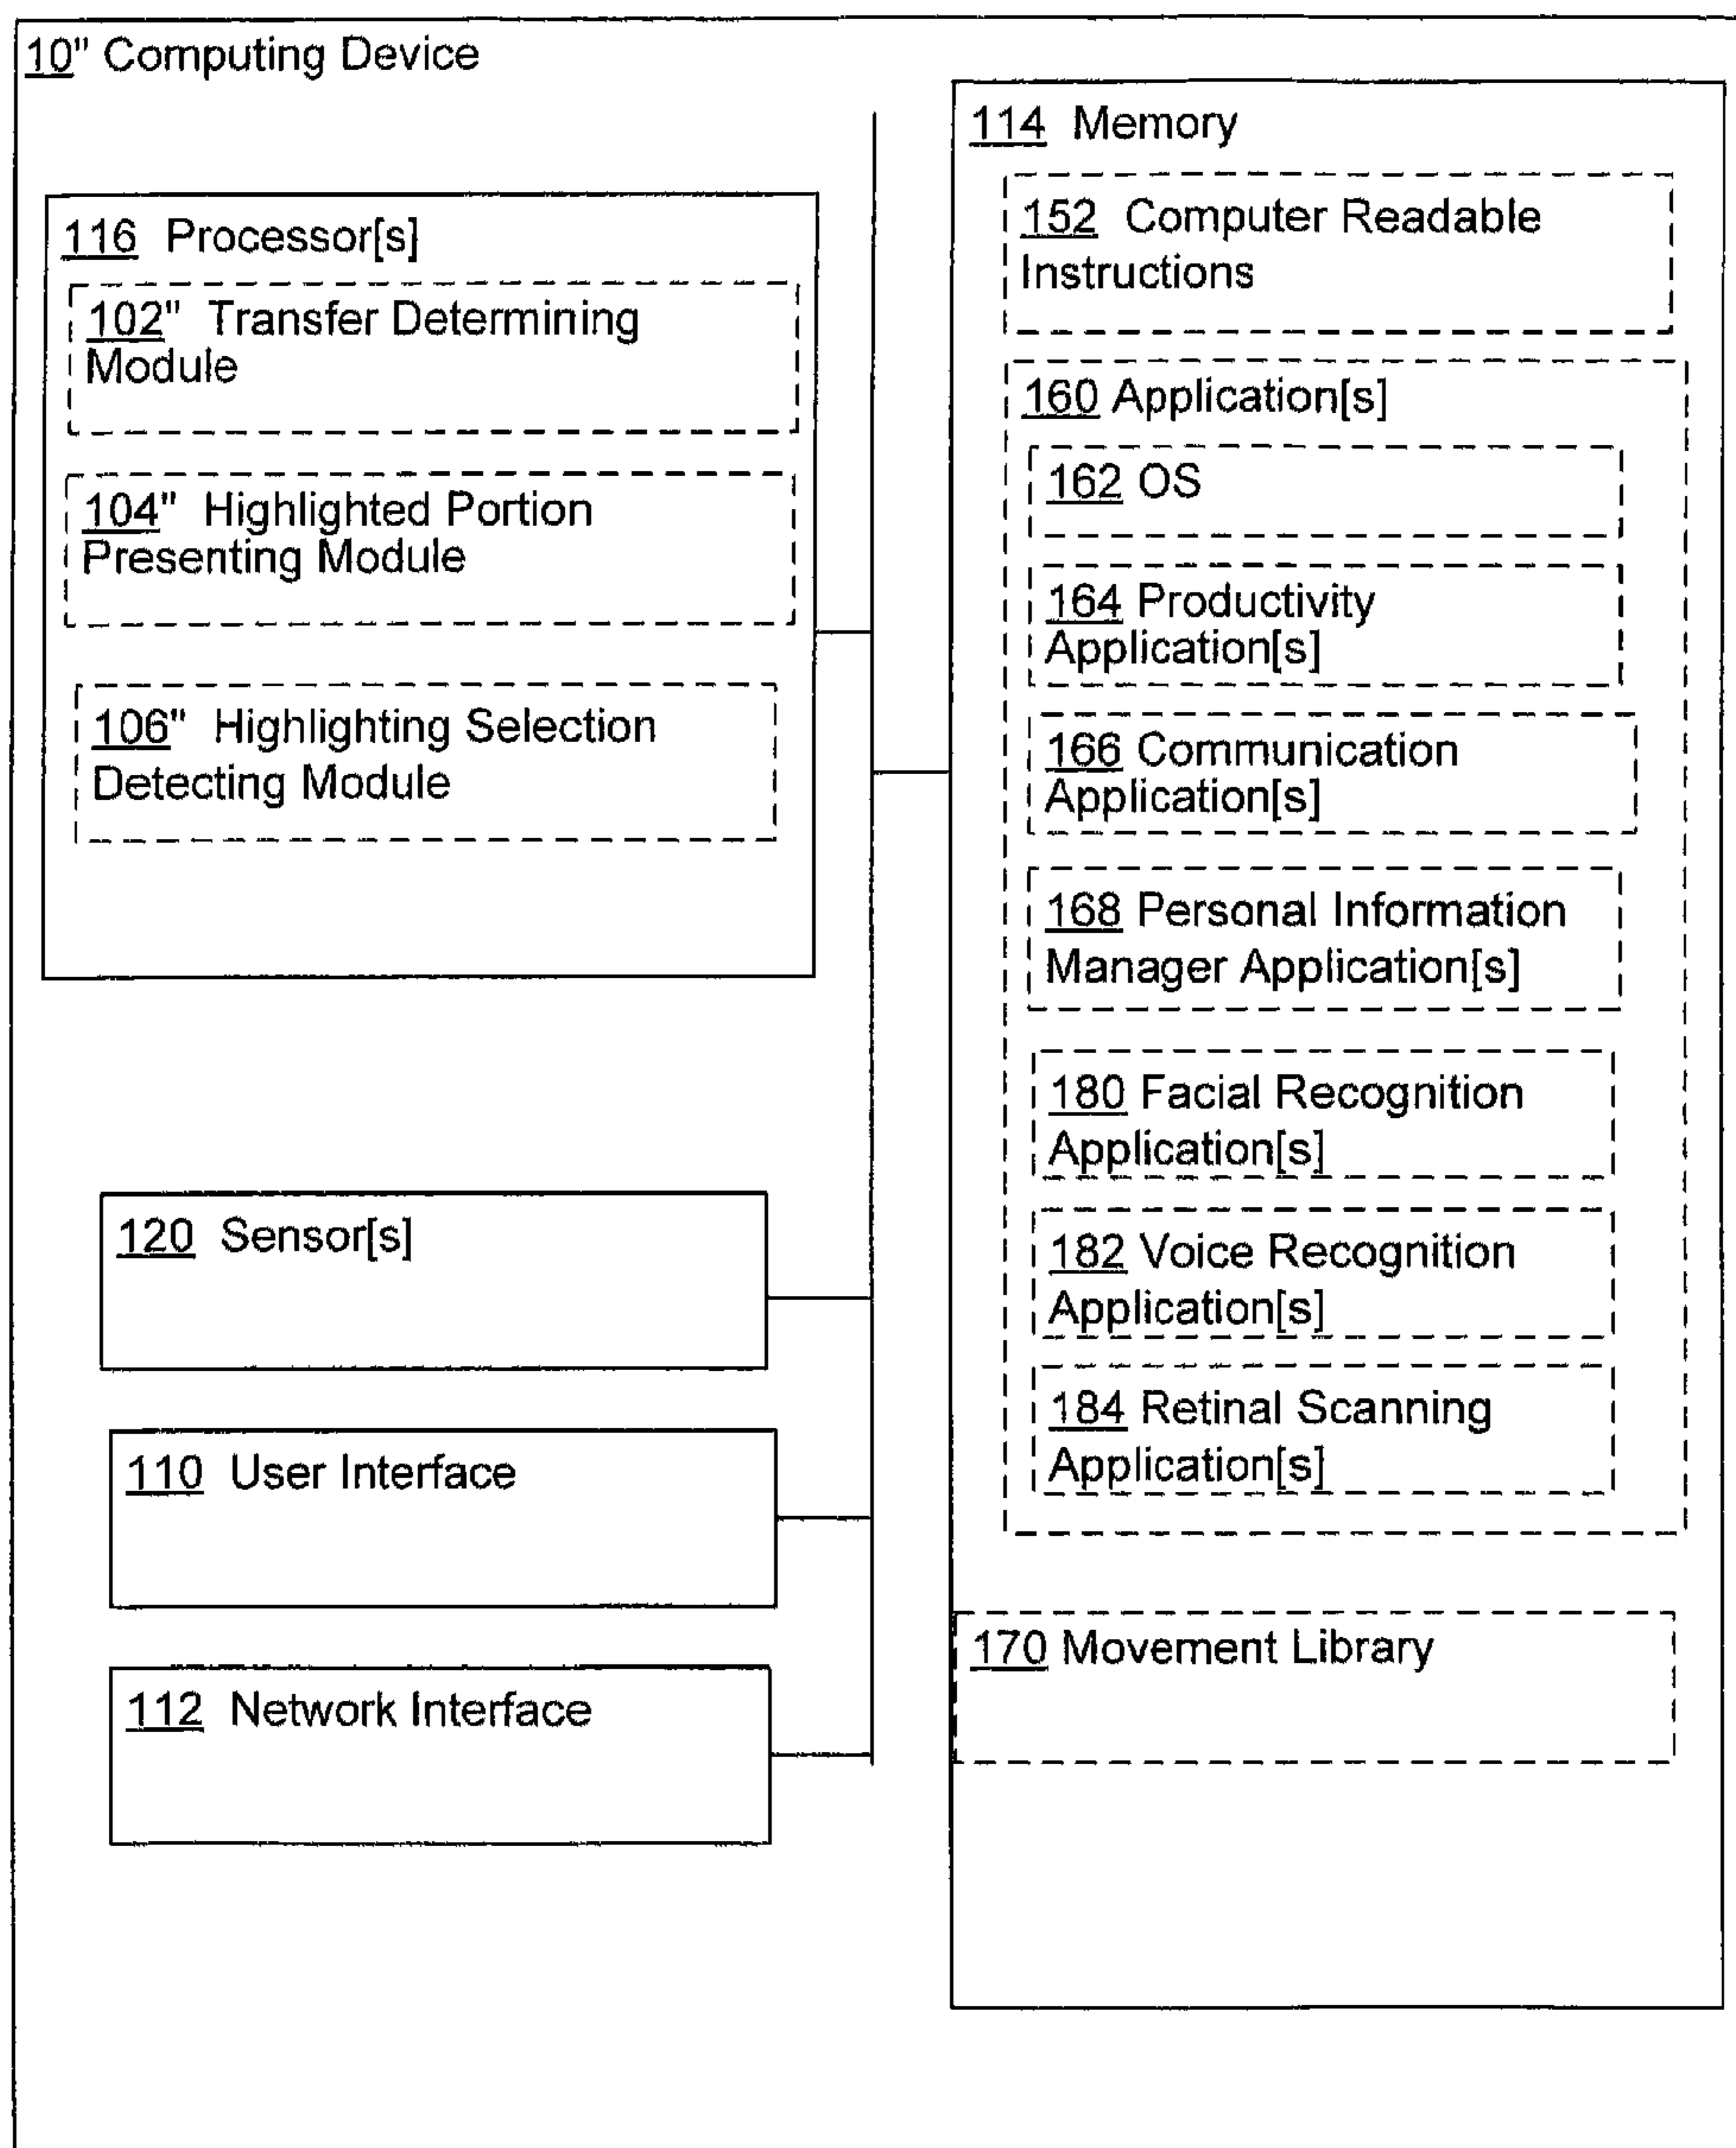 10" Computing Device
116 Processor[s]
102" Transfer Determining
Module
104" Highlighted Portion
Presenting Module
106" Highlighting Selection
Detecting Module
120 Sensor[s]
110 User Interface
112 Network Interface
114 Memory
152 Computer Readable
Instructions
160 Application[s]
162 OS
164 Productivity
Application[s]
166 Communication
Application[s]
168 Personal Information
Manager Application[s]
180 Facial Recognition
Application[s]
182 Voice Recognition
Application[s]
184 Retinal Scanning
Application[s]
170 Movement Library